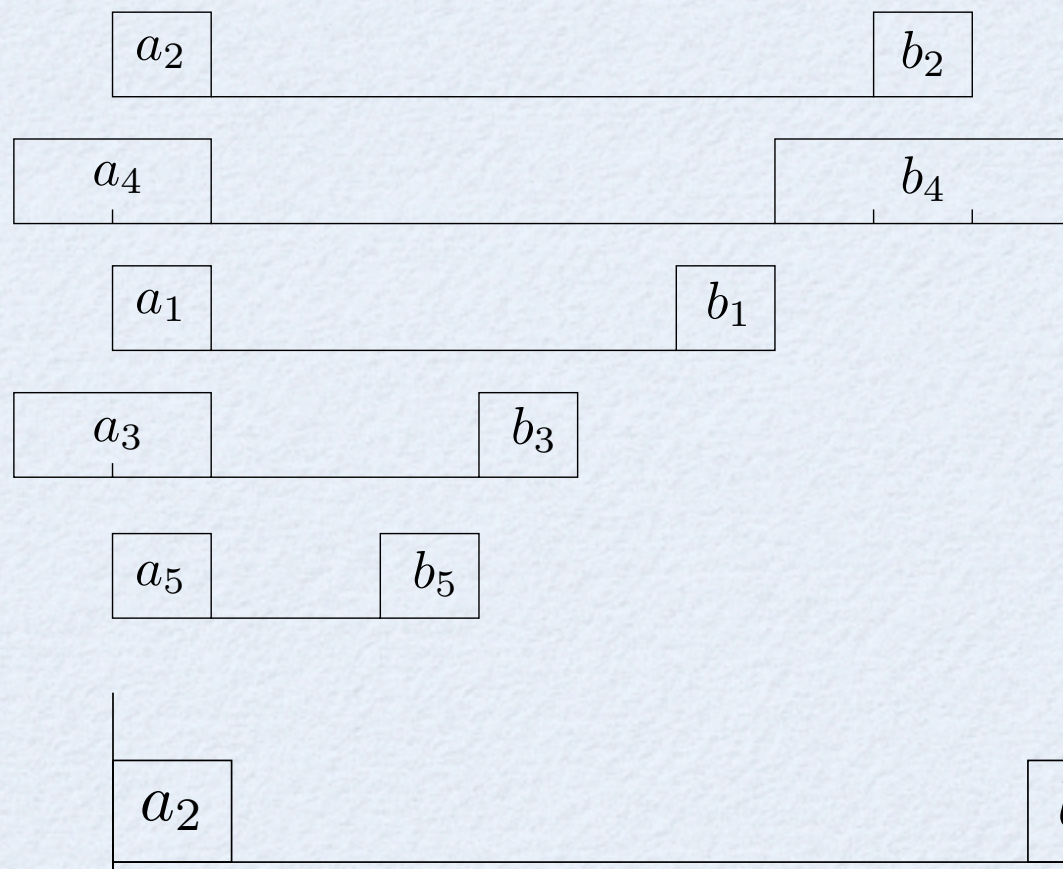 a₂ b₂
a₄ b₄
a₁ b₁
a₃ b₃
a₅ b₅
a₂